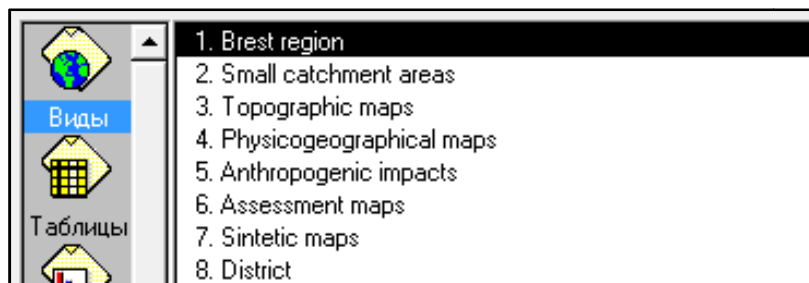 Виды
Таблицы
1. Brest region
2. Small catchment areas
3. Topographic maps
4. Physicogeographical maps
5. Anthropogenic impacts
6. Assessment maps
7. Sintetic maps
8. District